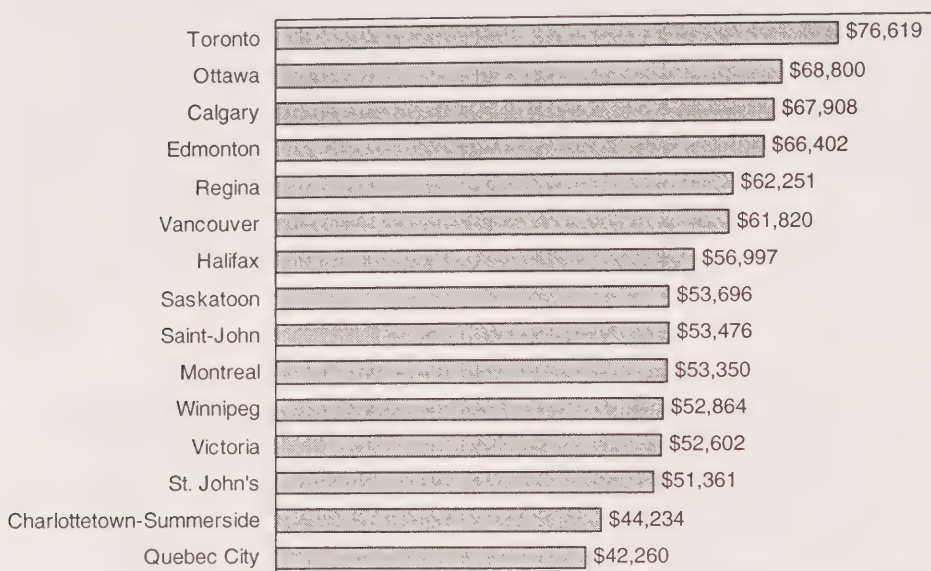 Toronto $76,619
Ottawa $68,800
Calgary $67,908
Edmonton $66,402
Regina $62,251
Vancouver $61,820
Halifax $56,997
Saskatoon $53,696
Saint-John $53,476
Montreal $53,350
Winnipeg $52,864
Victoria $52,602
St. John's $51,361
Charlottetown-Summerside $44,234
Quebec City $42,260